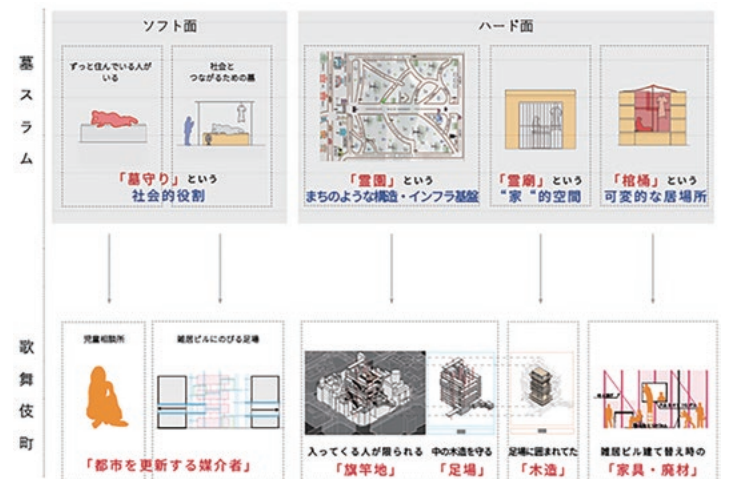 ソフト面
ハード面
墓スラム
ずっと住んでいる人が
いる
社会と
つながるための墓
「墓守り」という
社会的役割
「霊園」という
まちのような構造・インフラ基盤
「霊廟」という
"家"的空間
「棺桶」という
可変的な居場所
歌舞伎町
児童相談所
雑居ビルにのびる足場
「都市を更新する媒介者」
入ってくる人が限られる
「旗竿地」
中の木造を守る
「足場」
足場に囲まれてた
「木造」
雑居ビル建て替え時の
「家具・廃材」